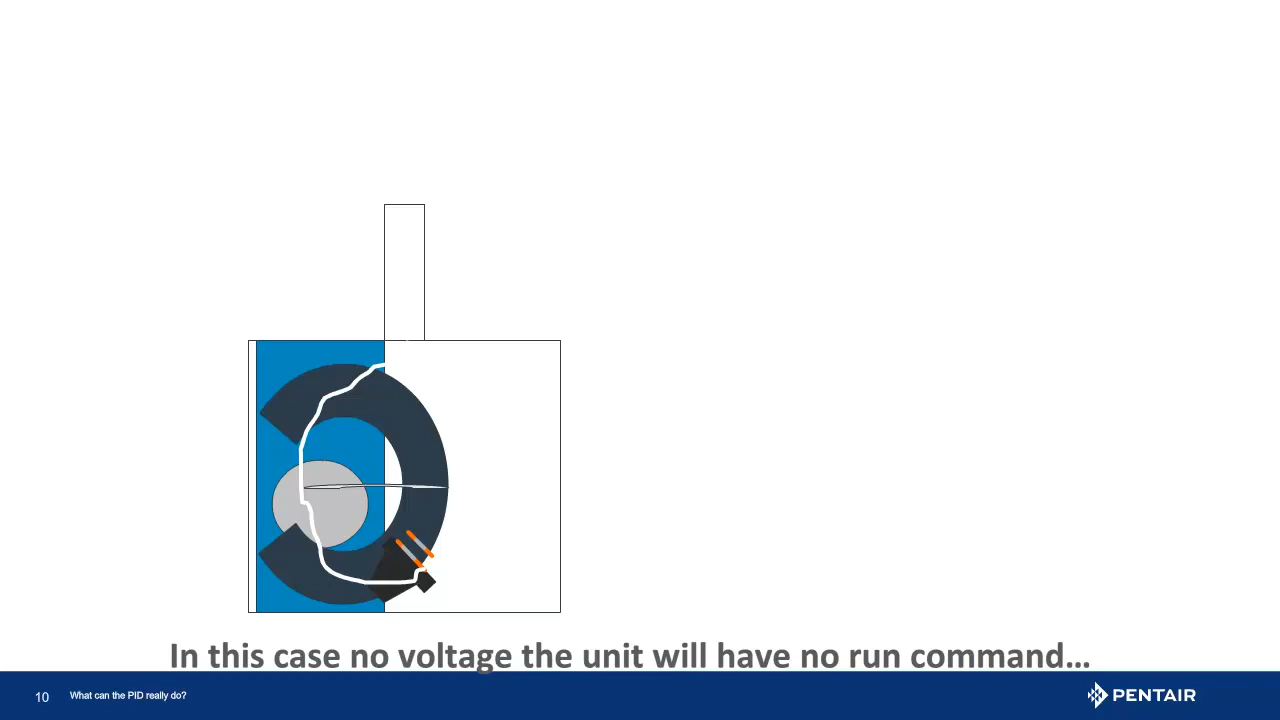 In this case no voltage the unit will have no run command…
10
What can the PID really do?
PENTAIR